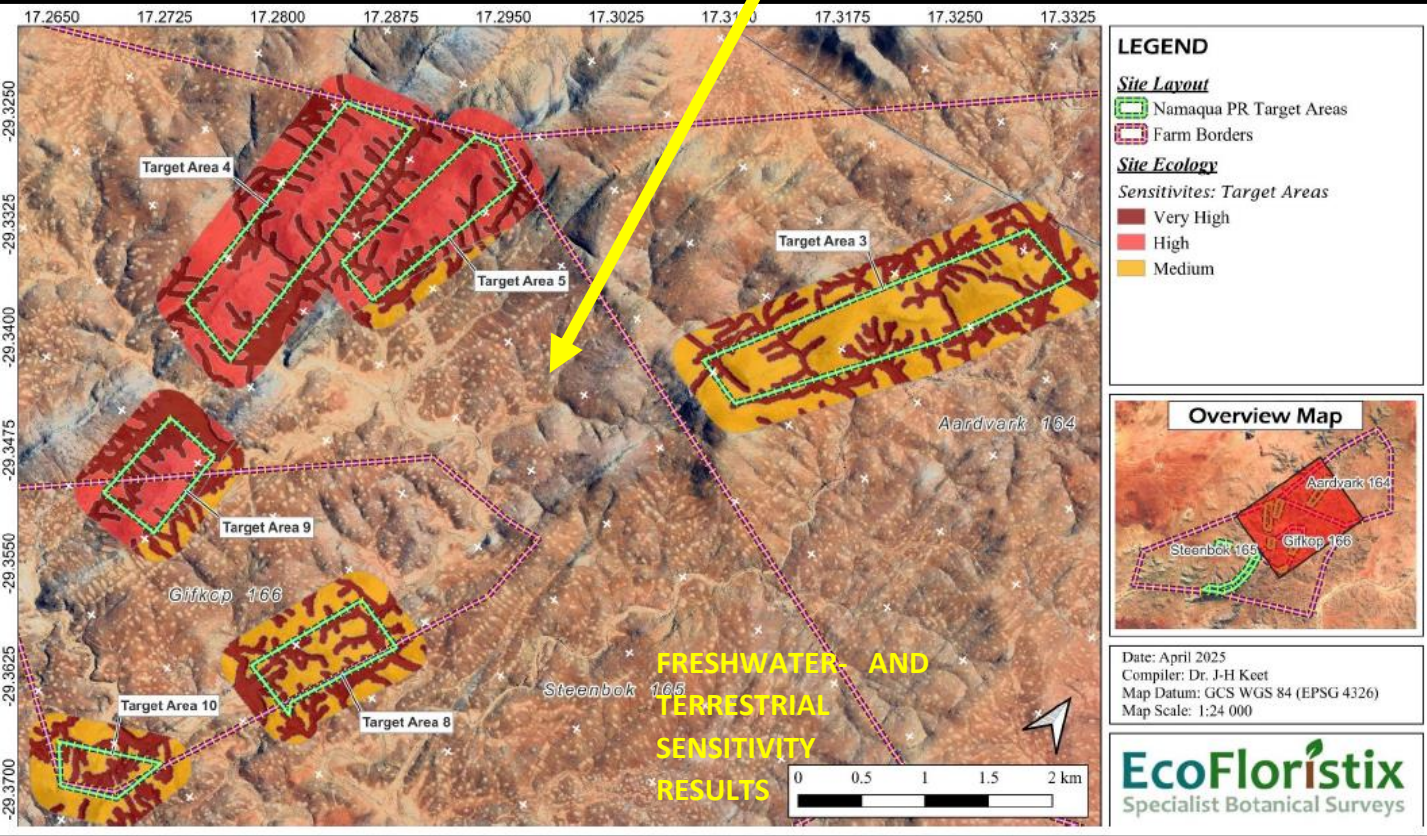 17.2650 17.2725 17.2800 17.2875 17.2950 17.3025 17.3100 17.3175 17.3250 17.3325
-29.3250
-29.3325
-29.3400
-29.3475
-29.3550
-29.3625
-29.3700
Target Area 4
Target Area 5
Target Area 3
Aardvark 164
Target Area 9
Gifkop 166
Target Area 8
Target Area 10
Steenbok 165
FRESHWATER- AND
TERRESTRIAL
SENSITIVITY
RESULTS
0 0.5 1 1.5 2 km
LEGEND
Site Layout
Namaqua PR Target Areas
Farm Borders
Site Ecology
Sensitivites: Target Areas
Very High
High
Medium
Overview Map
Aardvark 164
Steenbok 165
Gifkop 166
Date: April 2025
Compiler: Dr. J-H Keet
Map Datum: GCS WGS 84 (EPSG 4326)
Map Scale: 1:24 000
EcoFloristix
Specialist Botanical Surveys